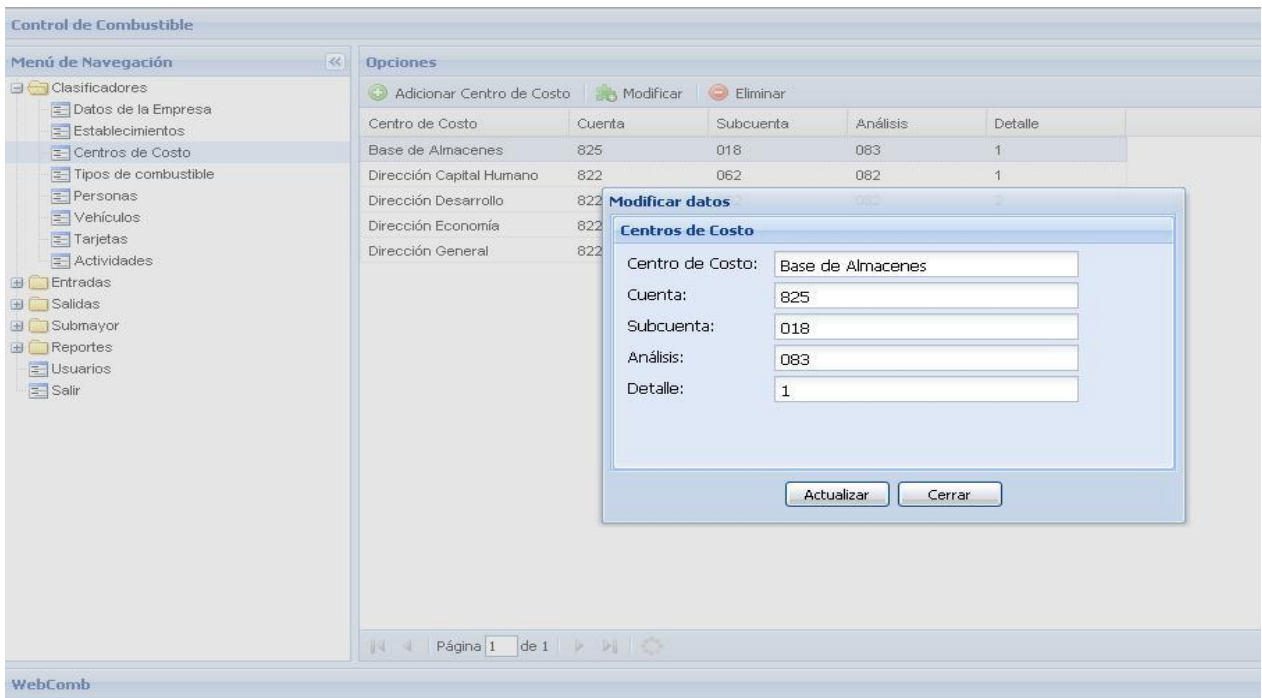 Control de Combustible
Menú de Navegación
Clasificadores
Datos de la Empresa
Establecimientos
Centros de Costo
Tipos de combustible
Personas
Vehículos
Tarjetas
Actividades
Entradas
Salidas
Submayor
Reportes
Usuarios
Salir
Opciones
Adicionar Centro de Costo Modificar Eliminar
Centro de Costo Cuenta Subcuenta Análisis Detalle
Base de Almacenes 825 018 083 1
Dirección Capital Humano 822 062 082 1
Dirección Desarrollo 822
Dirección Economía 822
Dirección General 822
Modificar datos
Centros de Costo
Centro de Costo: Base de Almacenes
Cuenta: 825
Subcuenta: 018
Análisis: 083
Detalle: 1
Actualizar Cerrar
Página 1 de 1
WebComb